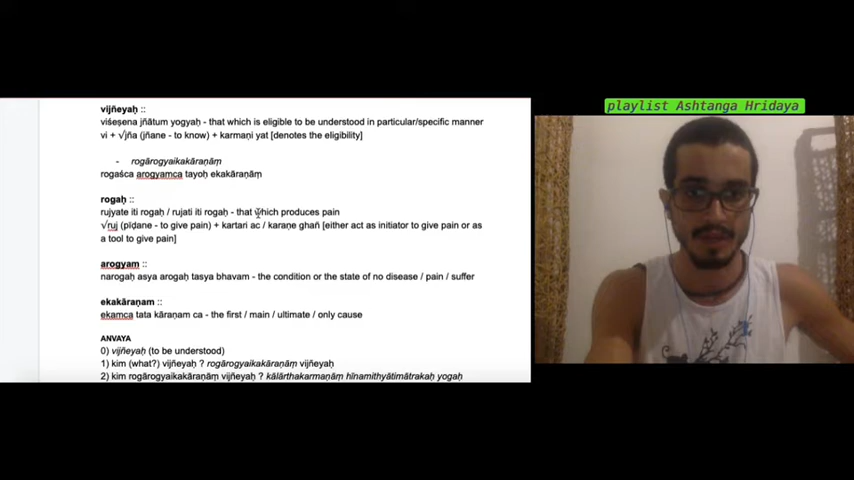 playlist Ashtanga Hridaya
vijñeyaḥ ::
viśeṣena jñātum yogyaḥ - that which is eligible to be understood in particular/specific manner
vi + √jña (jñane - to know) + karmaṇi yat [denotes the eligibility]
- rogārogyaikakāraṇāṃ
rogaśca arogyamca tayoḥ ekakāraṇāṃ
rogaḥ ::
rujyate iti rogaḥ / rujati iti rogaḥ - that which produces pain
√ruj (pīḍane - to give pain) + kartari ac / karaṇe ghañ [either act as initiator to give pain or as
a tool to give pain]
arogyam ::
narogaḥ asya arogaḥ tasya bhavam - the condition or the state of no disease / pain / suffer
ekakāraṇam ::
ekamca tata kāraṇam ca - the first / main / ultimate / only cause
ANVAYA
0) vijñeyaḥ (to be understood)
1) kim (what?) vijñeyaḥ ? rogārogyaikakāraṇāṃ vijñeyaḥ
2) kim rogārogyaikakāraṇāṃ vijñeyaḥ ? kālārthakarmaṇāṃ hīnamithyātimātrakaḥ yogaḥ